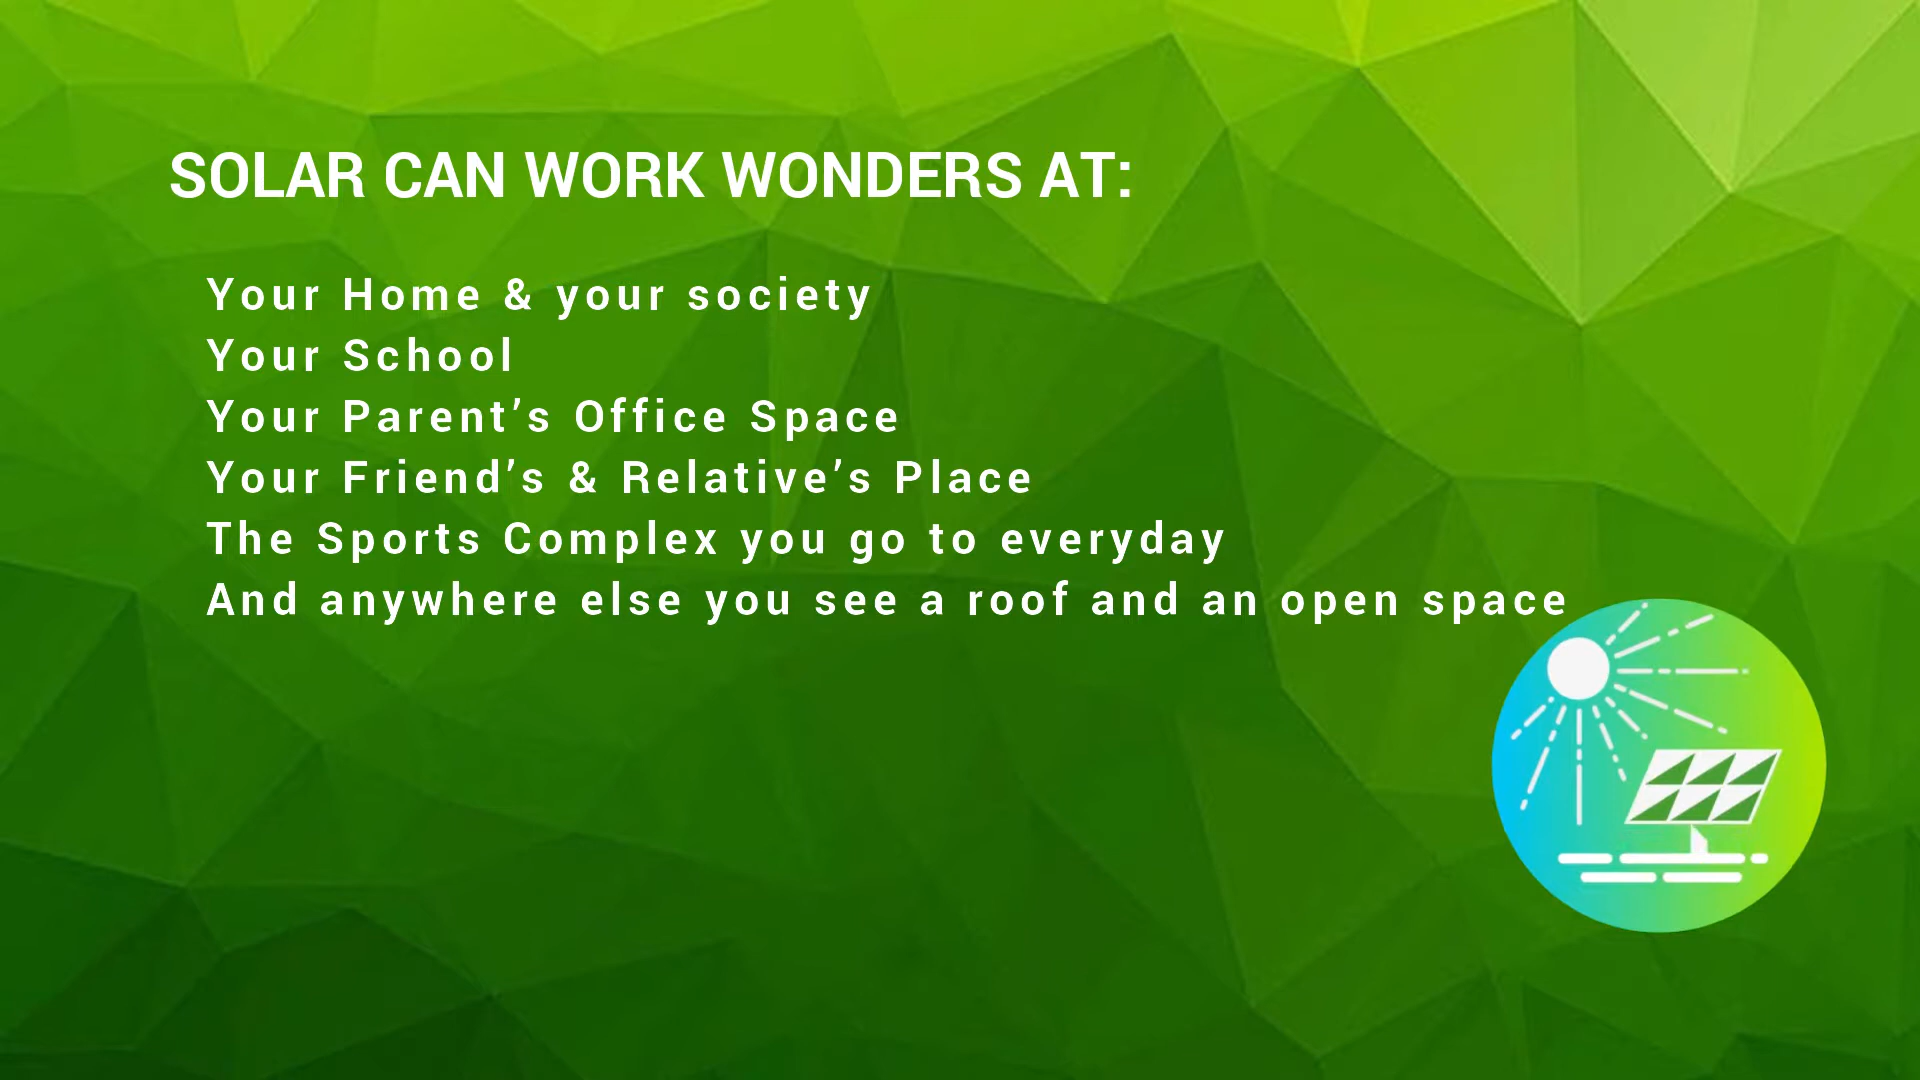 SOLAR CAN WORK WONDERS AT:
Your Home & your society
Your School
Your Parent’s Office Space
Your Friend’s & Relative’s Place
The Sports Complex you go to everyday
And anywhere else you see a roof and an open space